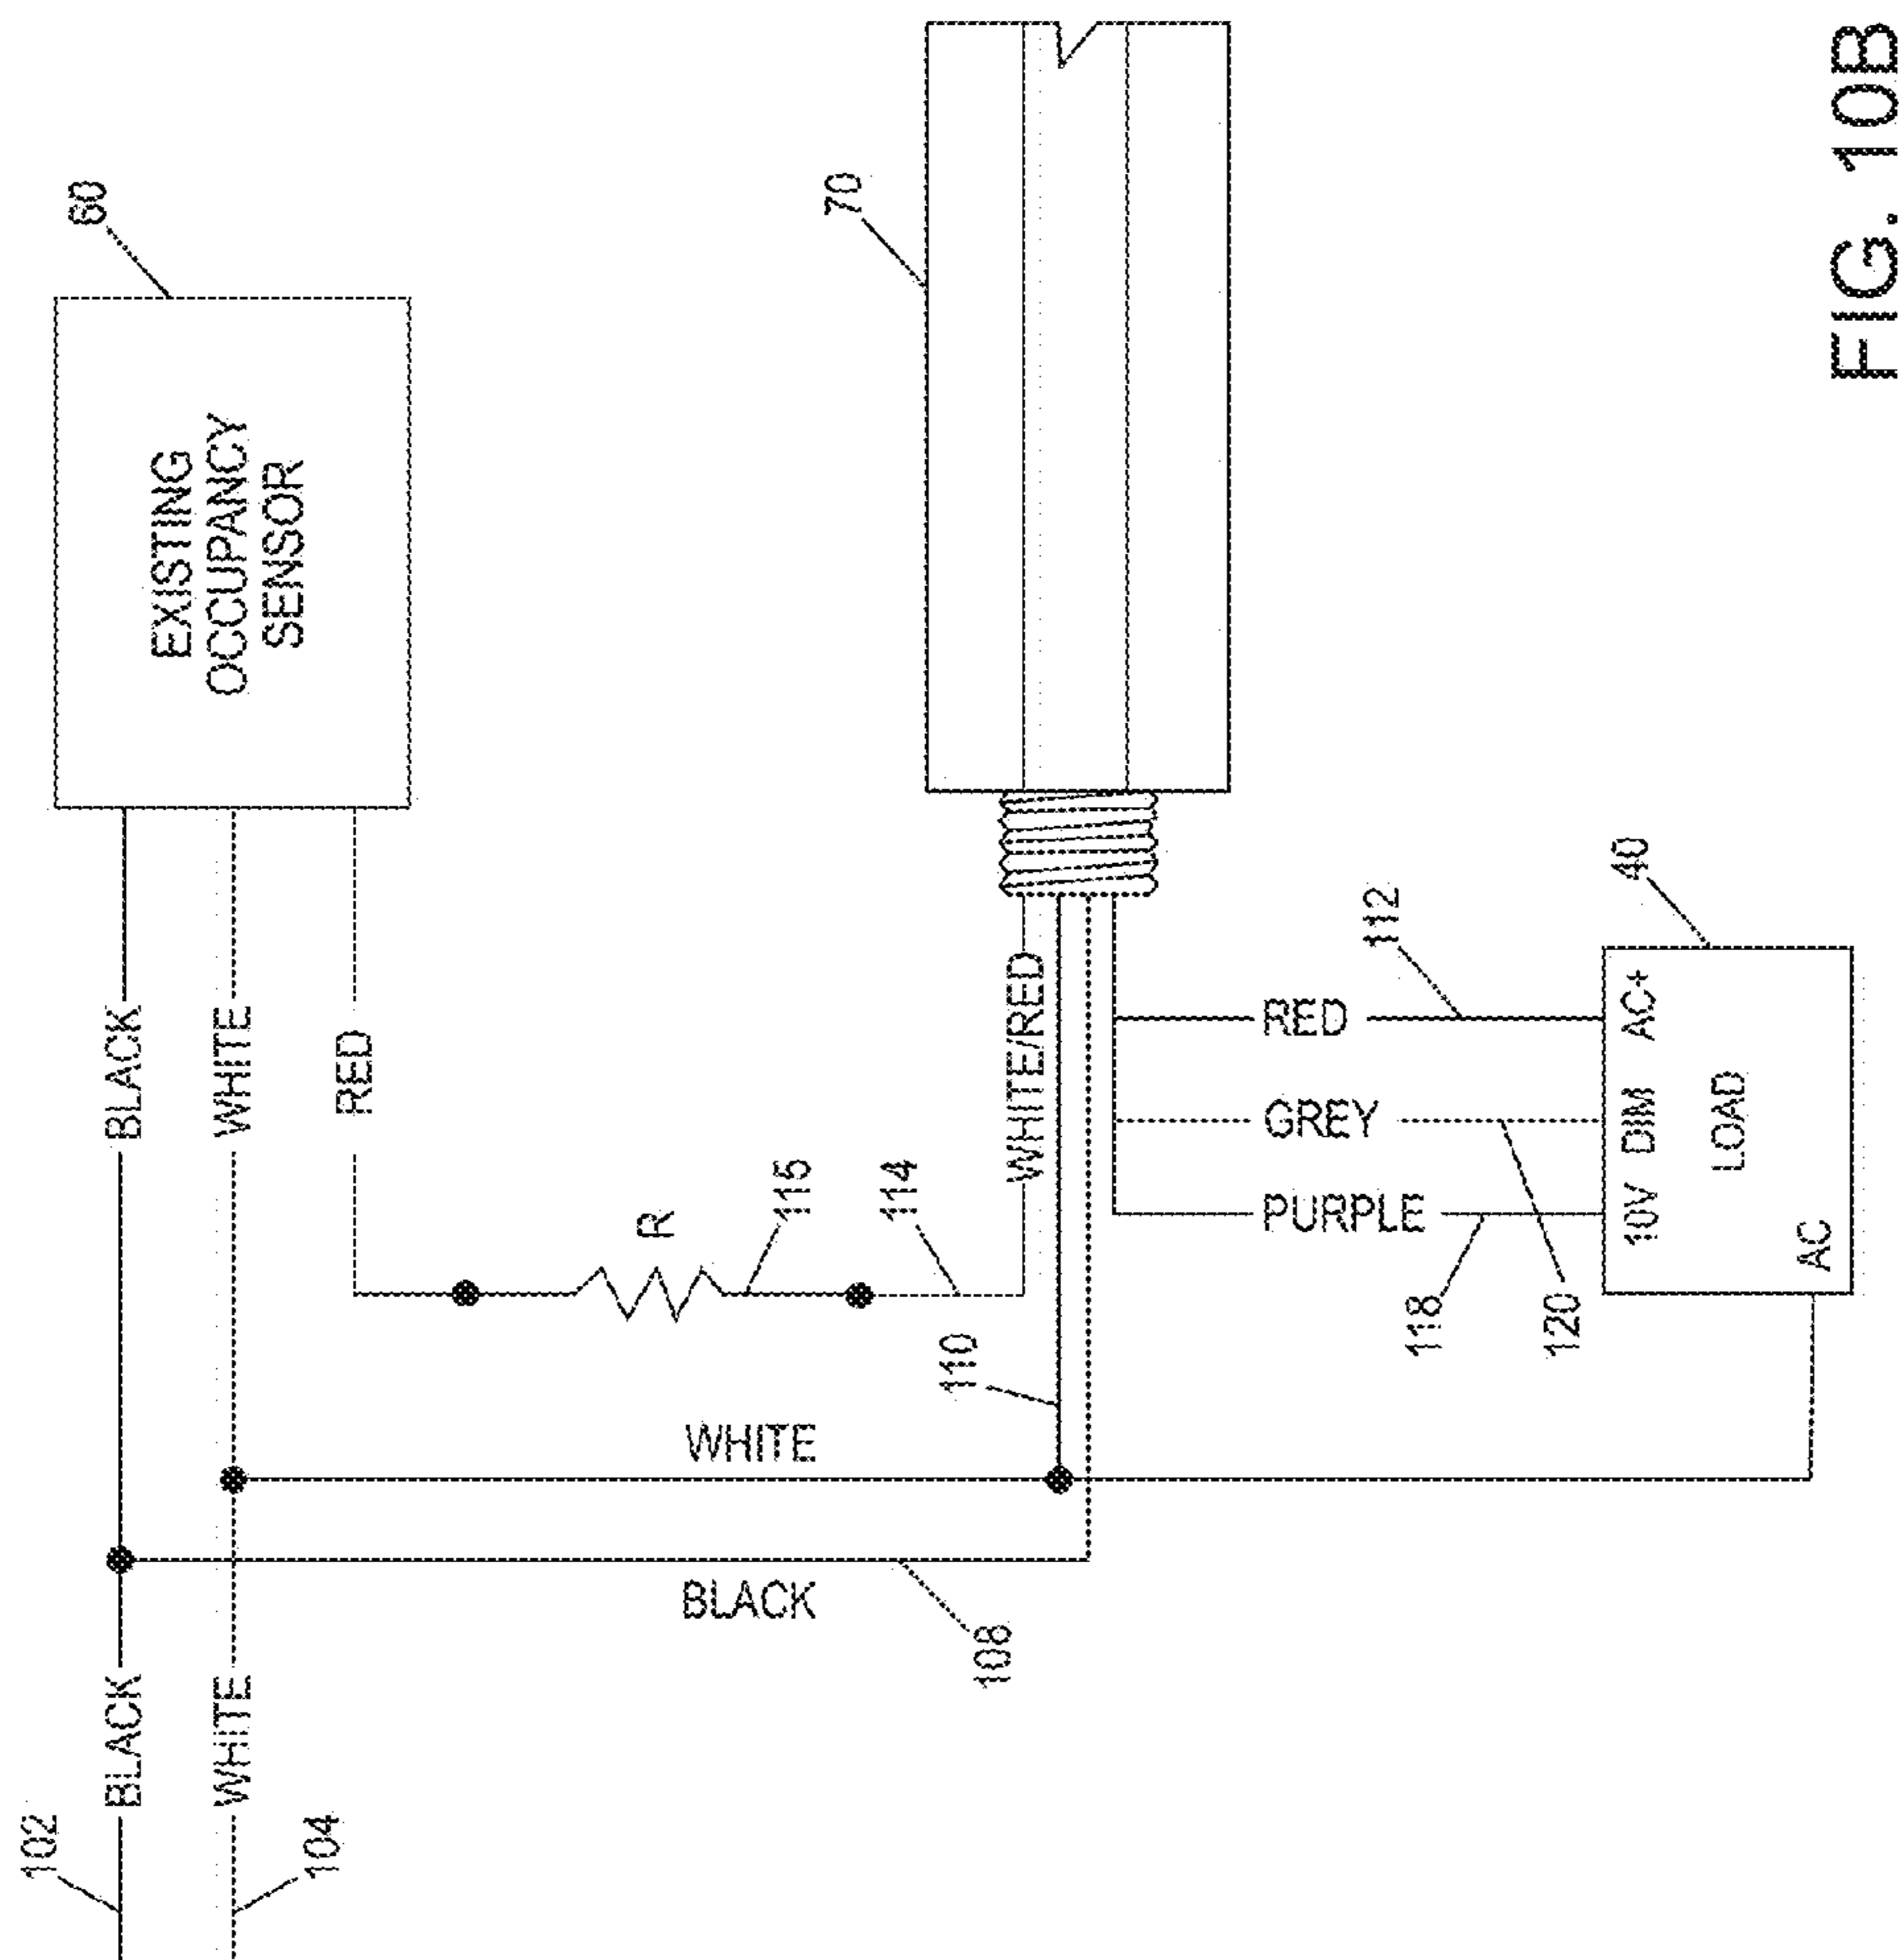 102
60
BLACK
BLACK
WHITE
WHITE
104
EXISTING
OCCUPANCY
SENSOR
RED
R
116
114
70
WHITE
110
BLACK
108
WHITE/RED
RED
112
GREY
PURPLE
118
120
40
10V DIM AC+
LOAD
AC
FIG. 10B